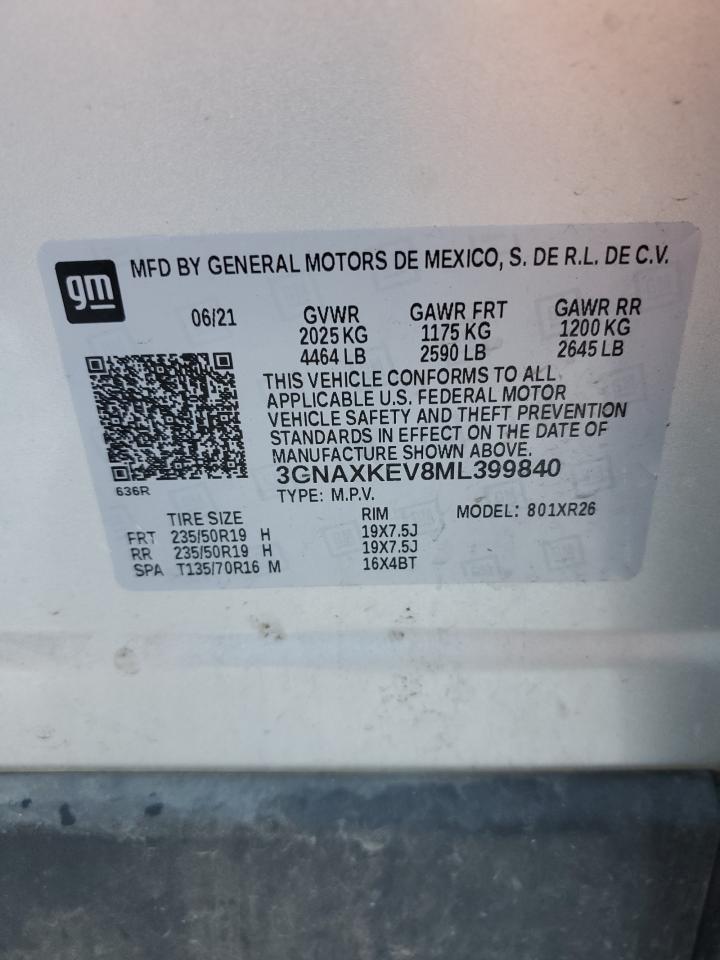 gm
MFD BY GENERAL MOTORS DE MEXICO, S. DE R.L. DE C.V.
06/21
GVWR GAWR FRT GAWR RR
2025 KG 1175 KG 1200 KG
4464 LB 2590 LB 2645 LB
THIS VEHICLE CONFORMS TO ALL
APPLICABLE U.S. FEDERAL MOTOR
VEHICLE SAFETY AND THEFT PREVENTION
STANDARDS IN EFFECT ON THE DATE OF
MANUFACTURE SHOWN ABOVE.
3GNAXKEV8ML399840
636R
TYPE: M.P.V. MODEL: 801XR26
TIRE SIZE RIM
FRT 235/50R19 H 19X7.5J
RR 235/50R19 H 19X7.5J
SPA T135/70R16 M 16X4BT